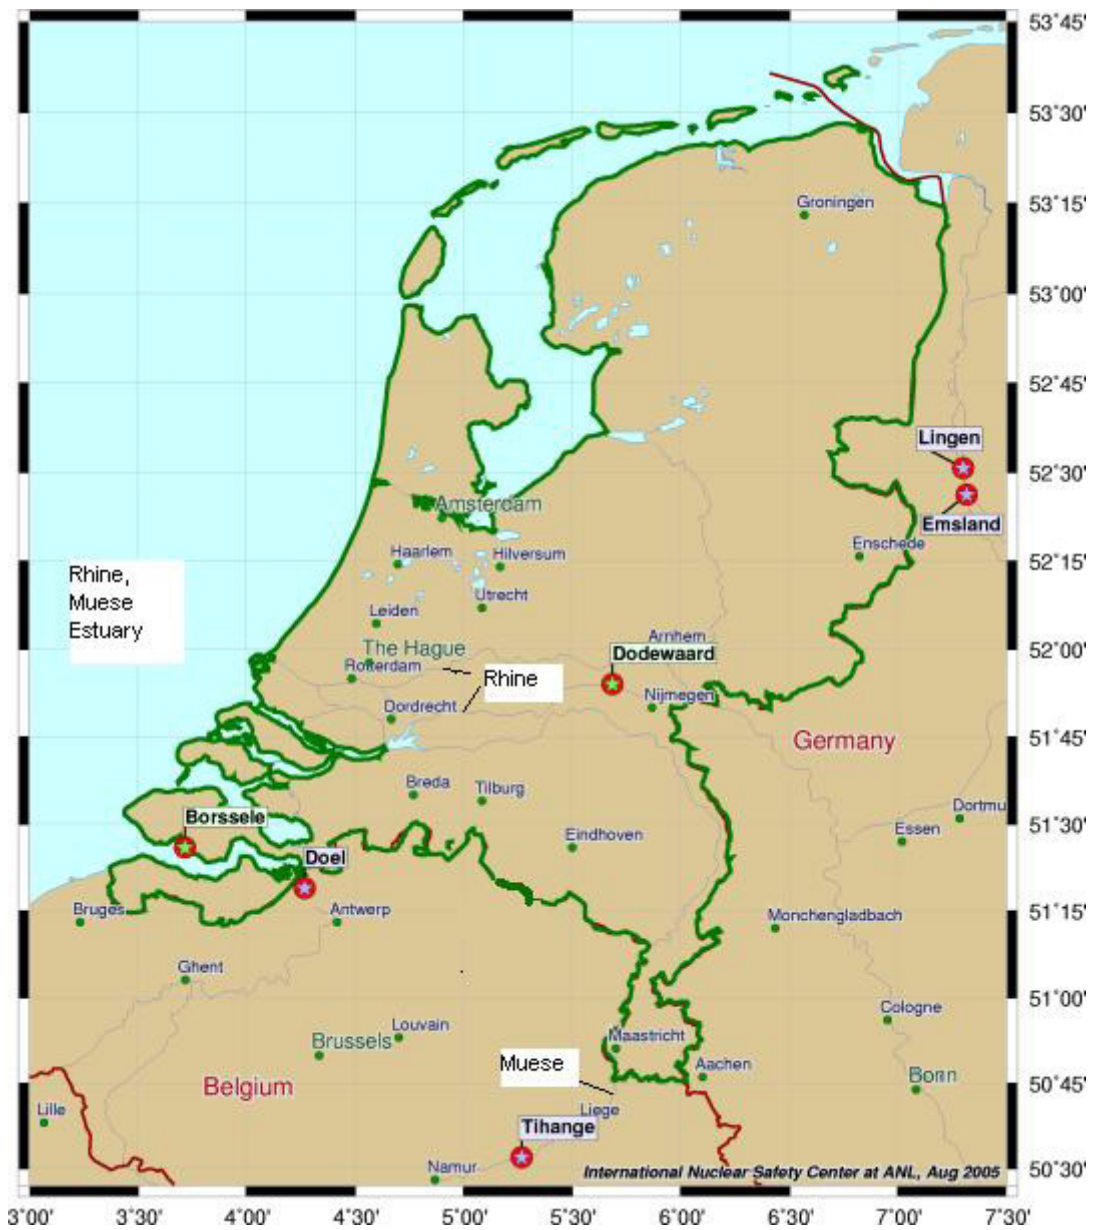 53°45'
53°30'
Groningen
53°15'
53°00'
52°45'
Lingen
52°30'
Amsterdam
Emsland
Enschede
Haarlem
Hilversum
52°15'
Rhine,
Muese
Estuary
Utrecht
Leiden
Arnhem
The Hague
Dodewaard
52°00'
Rotterdam
Rhine
Nijmegen
Dordrecht
Germany
51°45'
Breda
Tilburg
Dortmu
Borssele
Essen
51°30'
Eindhoven
Doel
Bruges
Antwerp
Monchengladbach
51°15'
Ghent
Cologne
51°00'
Louvain
Brussels
Maastricht
Muese
Aachen
Bonn
Belgium
50°45'
Lille
Liege
Tihange
Namur
International Nuclear Safety Center at ANL, Aug 2005
50°30'
3°00' 3°30' 4°00' 4°30' 5°00' 5°30' 6°00' 6°30' 7°00' 7°30'